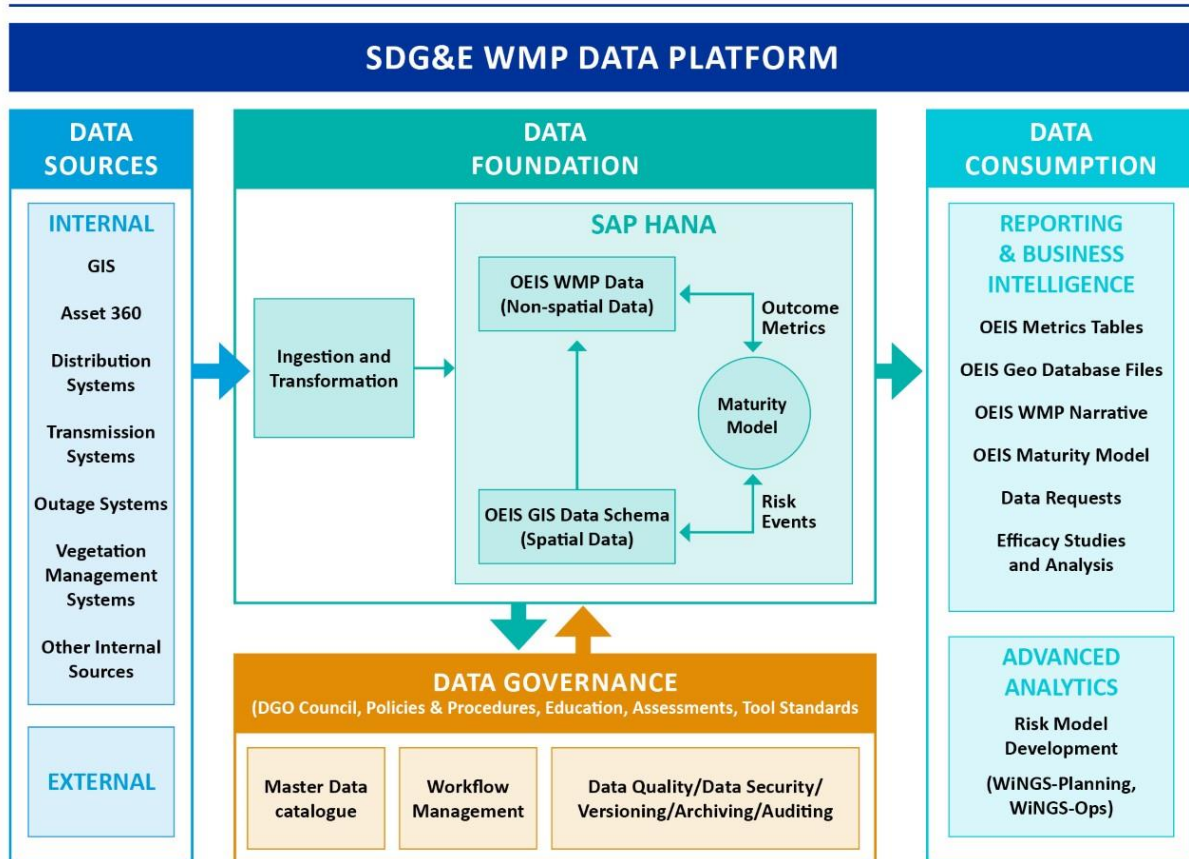 SDG&E WMP DATA PLATFORM
DATA
SOURCES
INTERNAL
GIS
Asset 360
Distribution
Systems
Transmission
Systems
Outage Systems
Vegetation
Management
Systems
Other Internal
Sources
EXTERNAL
DATA
FOUNDATION
Ingestion and
Transformation
SAP HANA
OEIS WMP Data
(Non-spatial Data)
Outcome
Metrics
Maturity
Model
OEIS GIS Data Schema
(Spatial Data)
Risk
Events
DATA GOVERNANCE
(DGO Council, Policies & Procedures, Education, Assessments, Tool Standards
Master Data
catalogue
Workflow
Management
Data Quality/Data Security/
Versioning/Archiving/Auditing
DATA
CONSUMPTION
REPORTING
& BUSINESS
INTELLIGENCE
OEIS Metrics Tables
OEIS Geo Database Files
OEIS WMP Narrative
OEIS Maturity Model
Data Requests
Efficacy Studies
and Analysis
ADVANCED
ANALYTICS
Risk Model
Development
(WiNGS-Planning,
WiNGS-Ops)